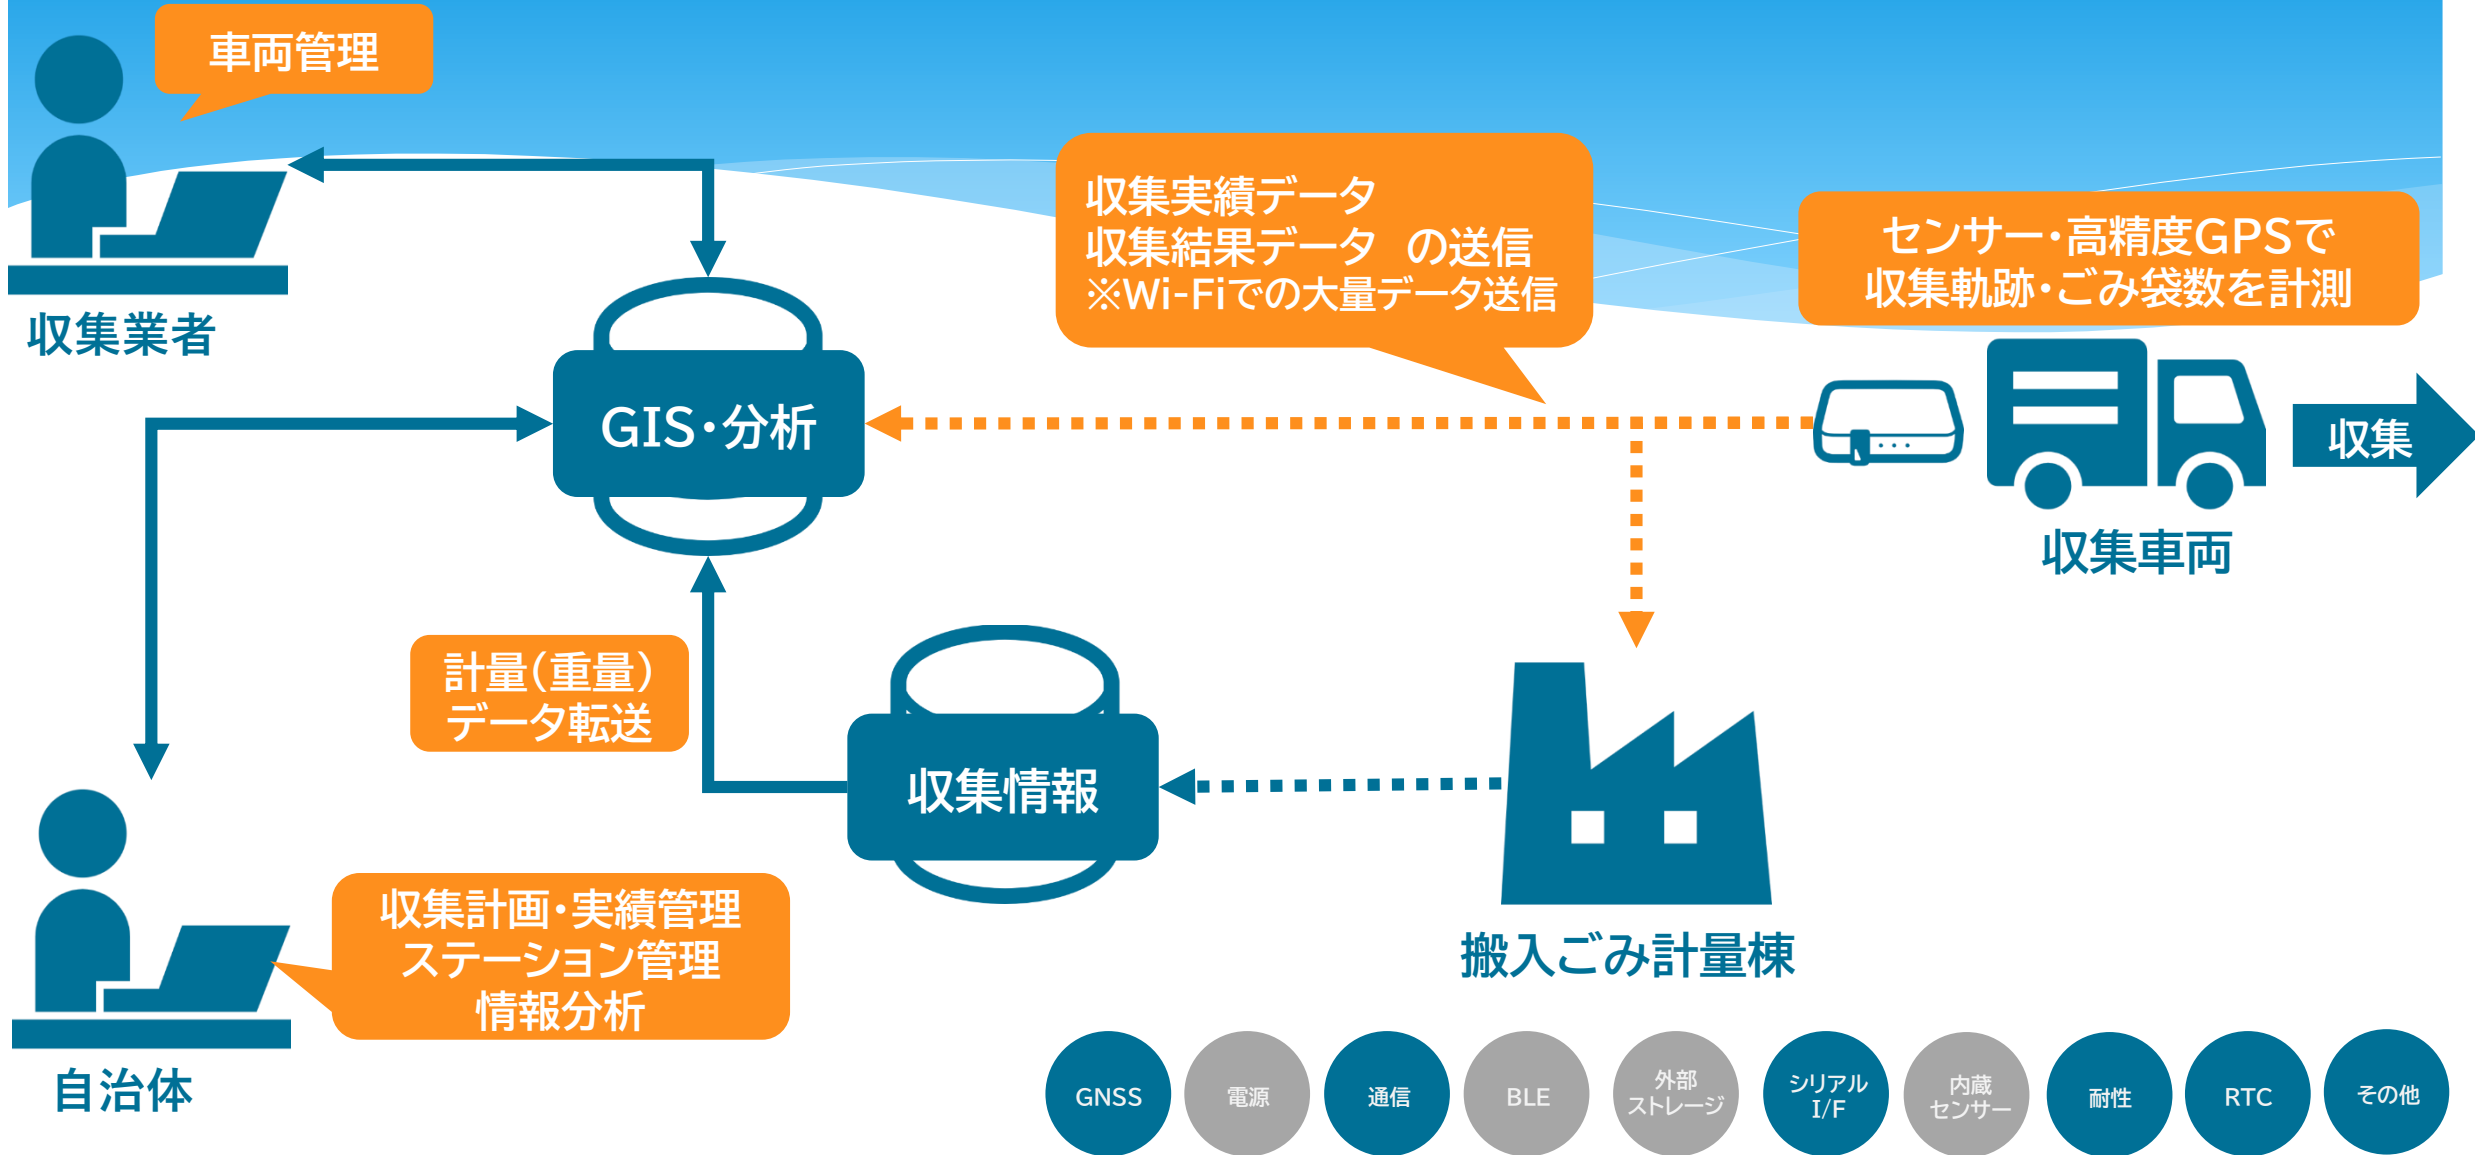 車両管理
収集業者
収集実績データ
収集結果データ　の送信
※Wi-Fiでの大量データ送信
センサー・高精度GPSで
収集軌跡・ごみ袋数を計測
GIS・分析
収集
収集車両
計量（重量）
データ転送
収集情報
搬入ごみ計量棟
収集計画・実績管理
ステーション管理
情報分析
自治体
GNSS
電源
通信
BLE
外部
ストレージ
シリアル
I/F
内蔵
センサー
耐性
RTC
その他